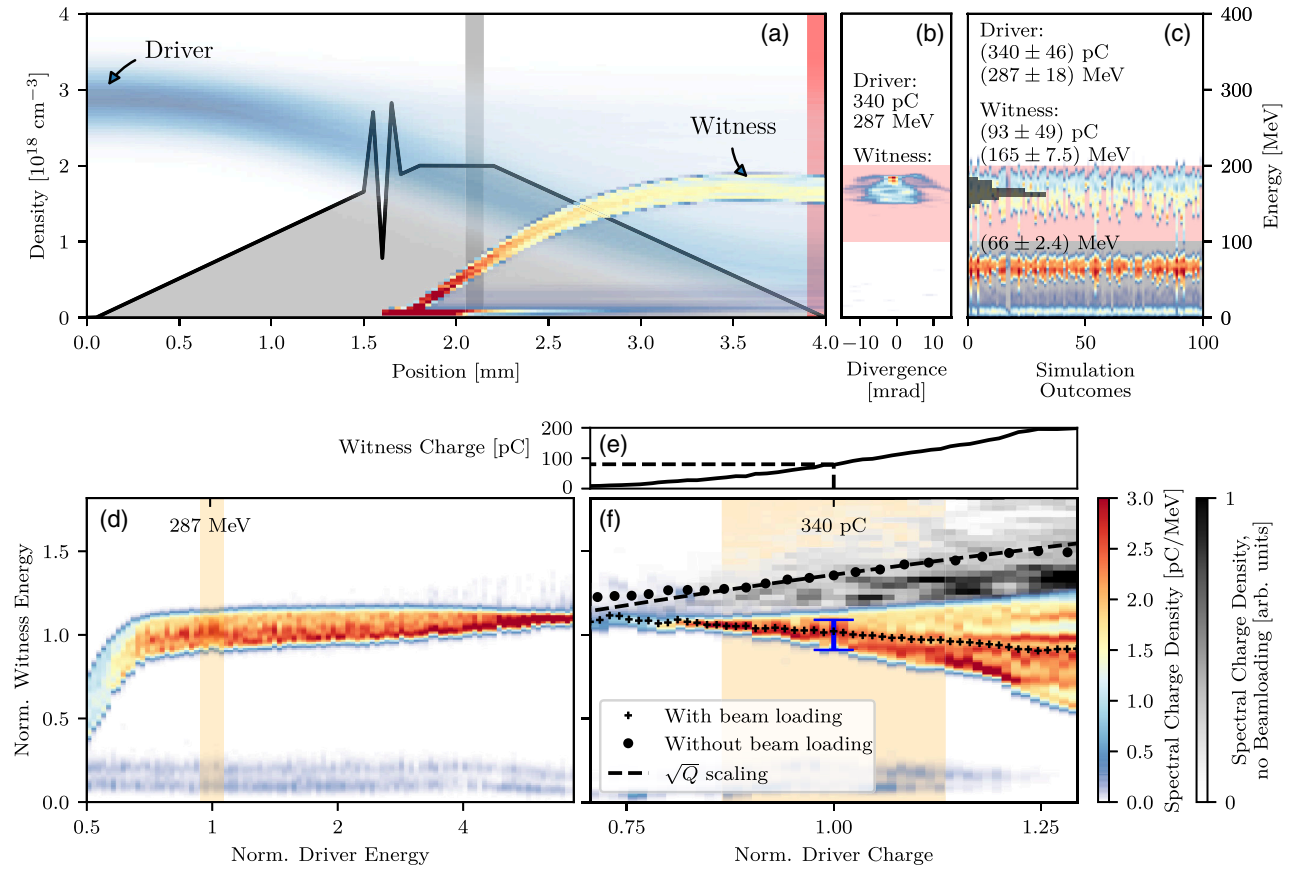 (a)
Driver
Witness
Density [10^18 cm^−3]
4
3
2
1
0
0.0
0.5
1.0
1.5
2.0
2.5
3.0
3.5
4.0
Position [mm]
(b)
Driver:
340 pC
287 MeV
Witness:
−10
0
10
Divergence
[mrad]
(c)
Driver:
(340 ± 46) pC
(287 ± 18) MeV
Witness:
(93 ± 49) pC
(165 ± 7.5) MeV
(66 ± 2.4) MeV
400
300
200
100
0
Energy [MeV]
0
50
100
Simulation
Outcomes
Witness Charge [pC]
200
100
0
(e)
(d)
287 MeV
Norm. Witness Energy
1.5
1.0
0.5
0.0
0.5
1
2
4
Norm. Driver Energy
(f)
340 pC
With beam loading
Without beam loading
√Q scaling
0.75
1.00
1.25
Norm. Driver Charge
3.0
2.5
2.0
1.5
1.0
0.5
0.0
Spectral Charge Density [pC/MeV]
1
0
Spectral Charge Density,
no Beamloading [arb. units]